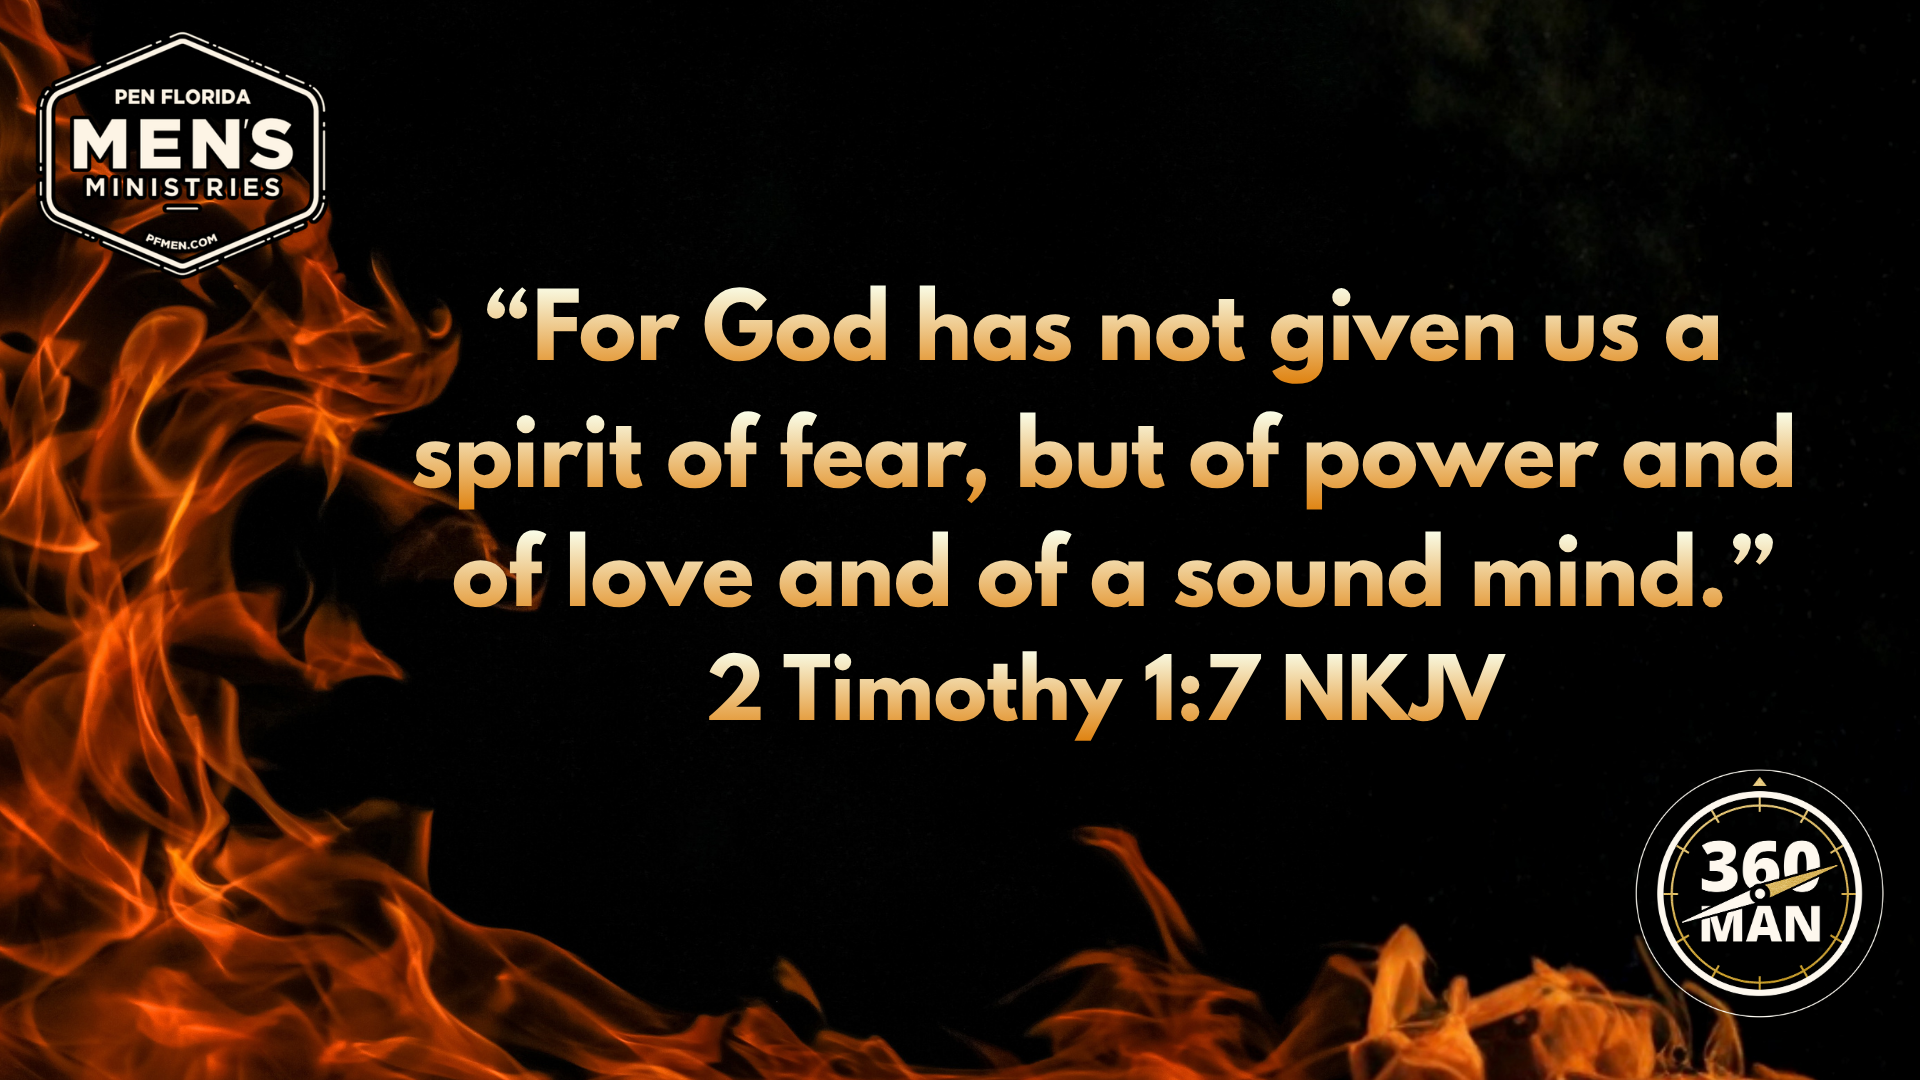 PEN FLORIDA
MEN'S
MINISTRIES
PFMEN.COM
“For God has not given us a
spirit of fear, but of power and
of love and of a sound mind.”
2 Timothy 1:7 NKJV
360
MAN